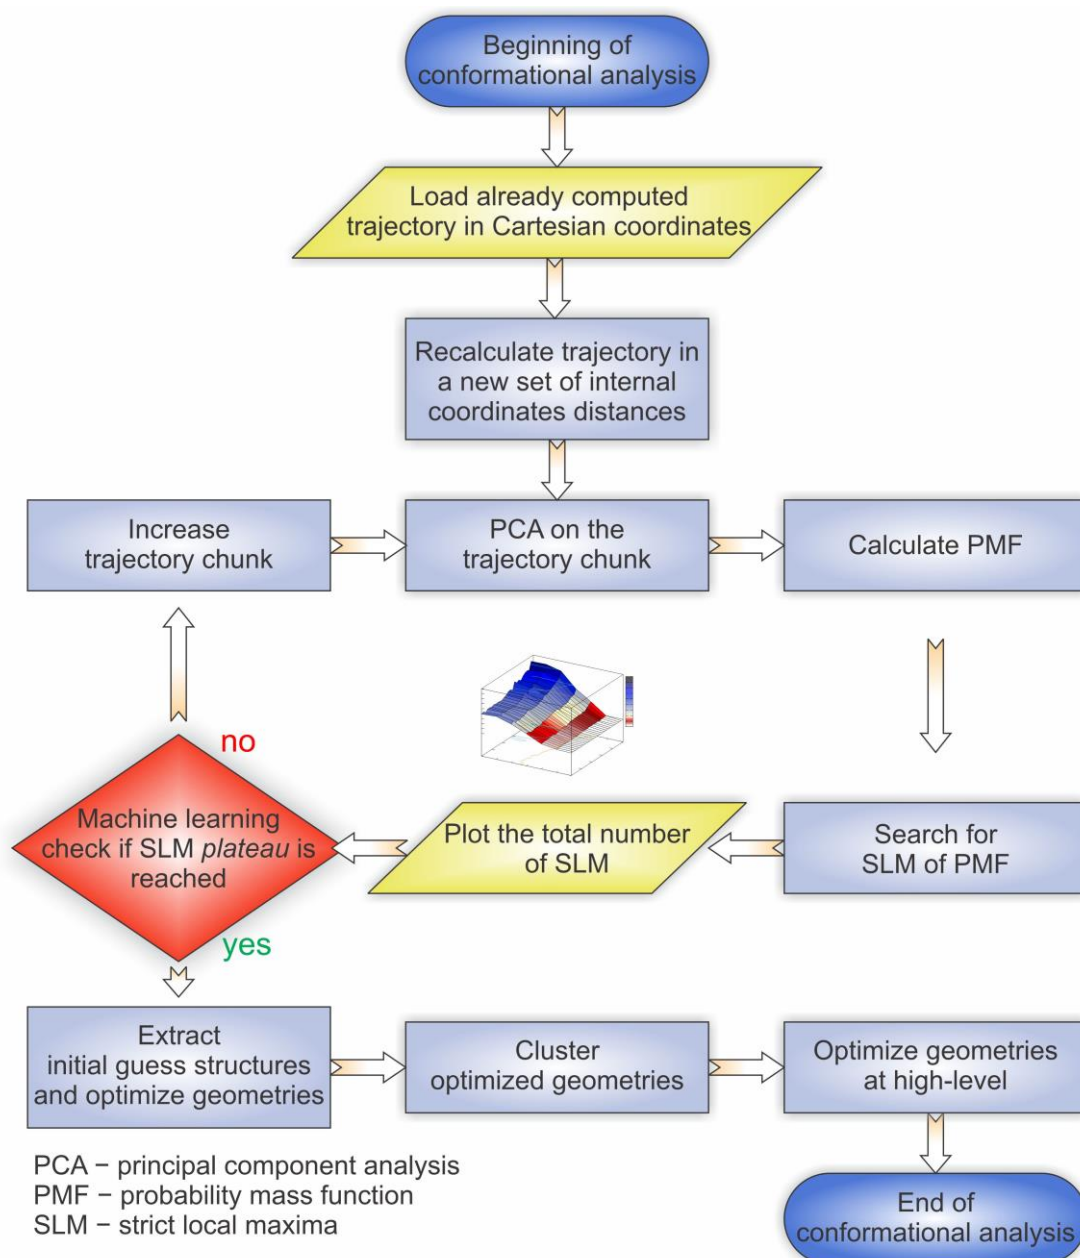 Beginning of
conformational analysis
Load already computed
trajectory in Cartesian coordinates
Recalculate trajectory in
a new set of internal
coordinates distances
Increase
trajectory chunk
PCA on the
trajectory chunk
Calculate PMF
no
Machine learning
check if SLM plateau is
reached
Plot the total number
of SLM
Search for
SLM of PMF
yes
Extract
initial guess structures
and optimize geometries
Cluster
optimized geometries
Optimize geometries
at high-level
PCA − principal component analysis
PMF − probability mass function
SLM − strict local maxima
End of
conformational analysis